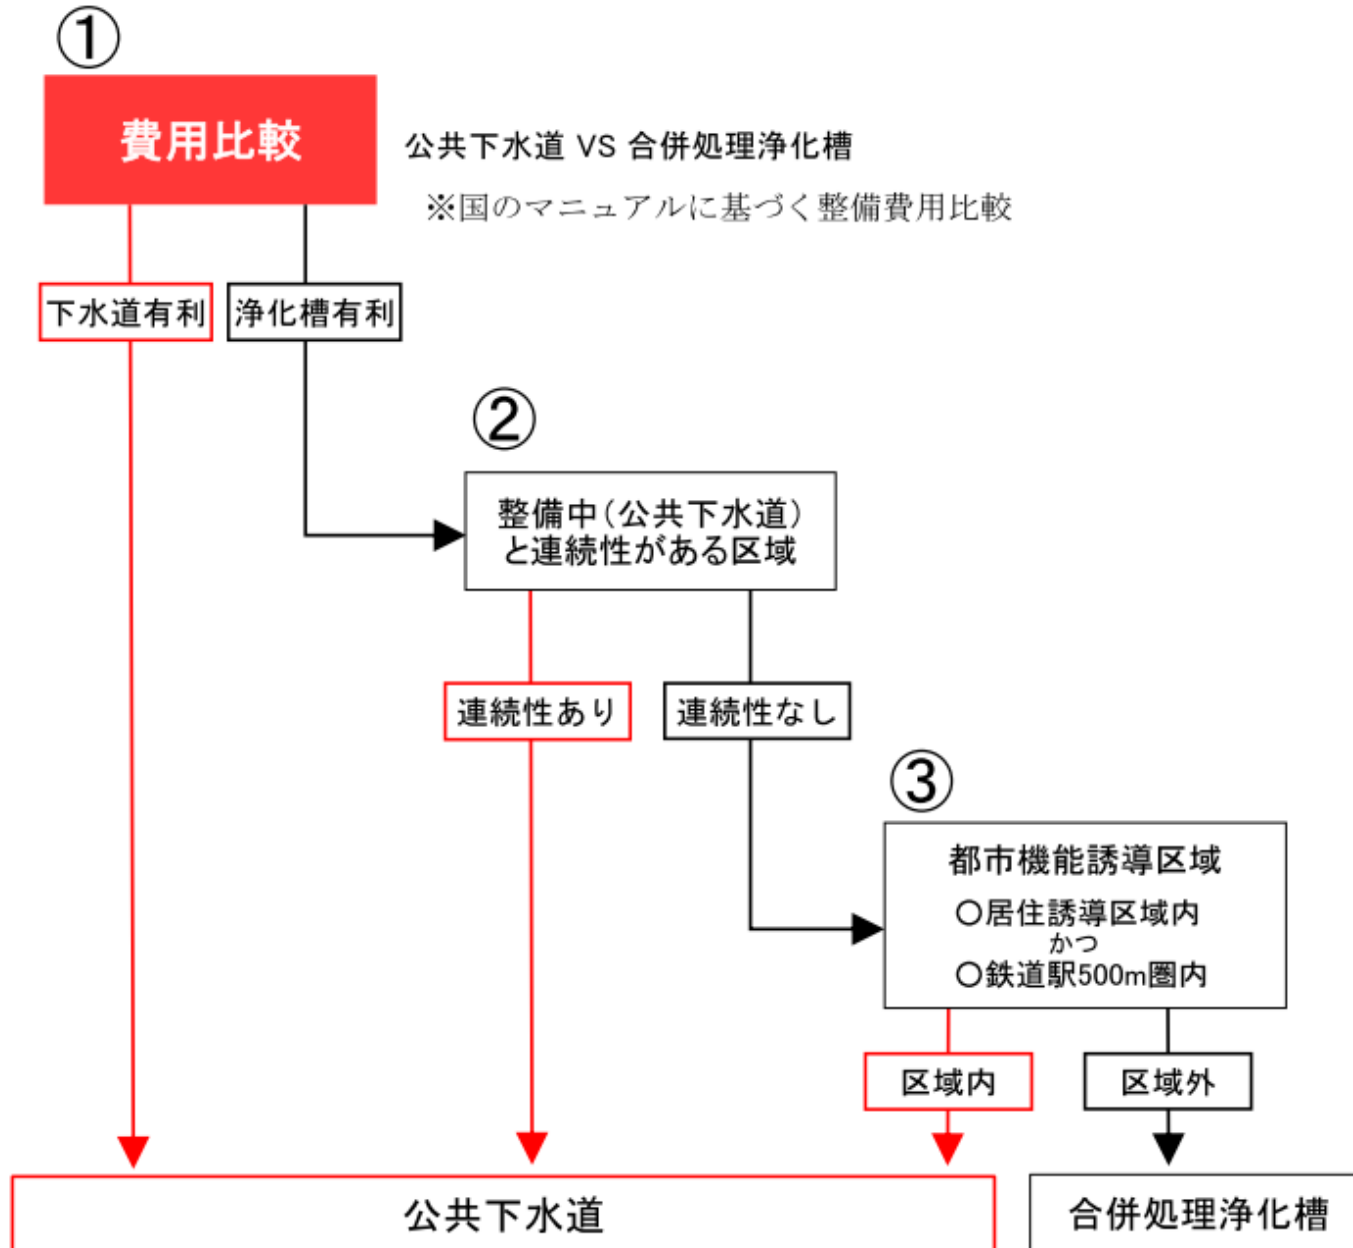 ①
費用比較
公共下水道 VS 合併処理浄化槽
※国のマニュアルに基づく整備費用比較
下水道有利
浄化槽有利
②
整備中(公共下水道)
と連続性がある区域
連続性あり
連続性なし
③
都市機能誘導区域
○居住誘導区域内
かつ
○鉄道駅500m圏内
区域内
区域外
公共下水道
合併処理浄化槽